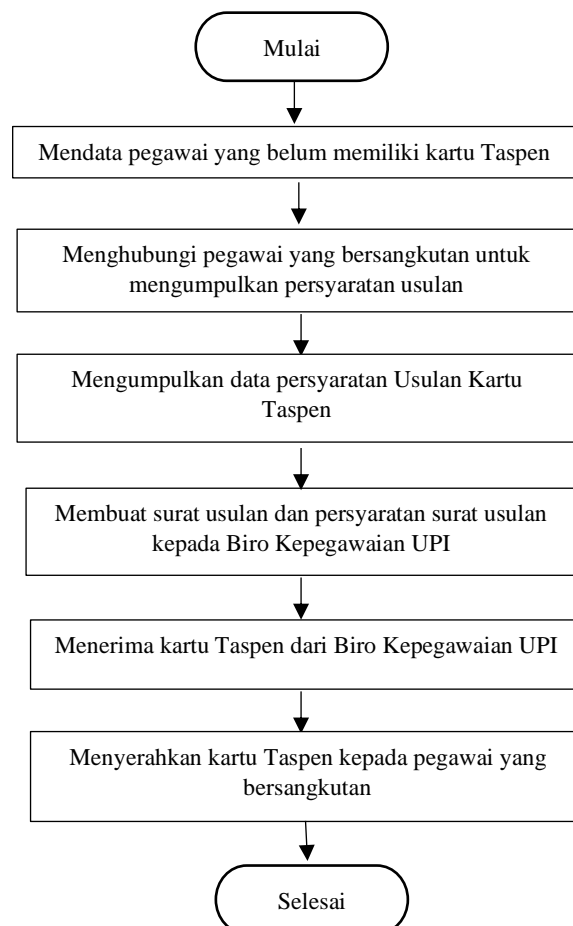 Mulai
Mendata pegawai yang belum memiliki kartu Taspen
Menghubungi pegawai yang bersangkutan untuk
mengumpulkan persyaratan usulan
Mengumpulkan data persyaratan Usulan Kartu
Taspen
Membuat surat usulan dan persyaratan surat usulan
kepada Biro Kepegawaian UPI
Menerima kartu Taspen dari Biro Kepegawaian UPI
Menyerahkan kartu Taspen kepada pegawai yang
bersangkutan
Selesai